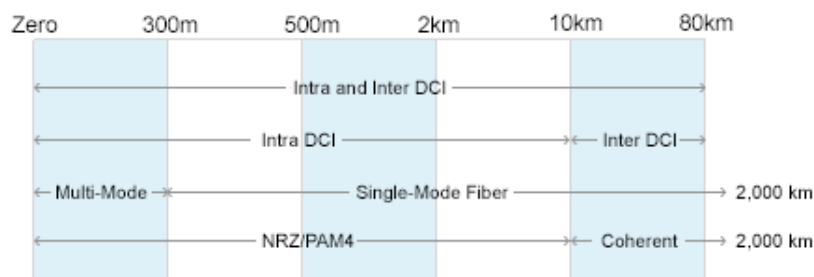 Zero 300m 500m 2km 10km 80km
Intra and Inter DCI
Intra DCI Inter DCI
Multi-Mode Single-Mode Fiber 2,000 km
NRZ/PAM4 Coherent 2,000 km